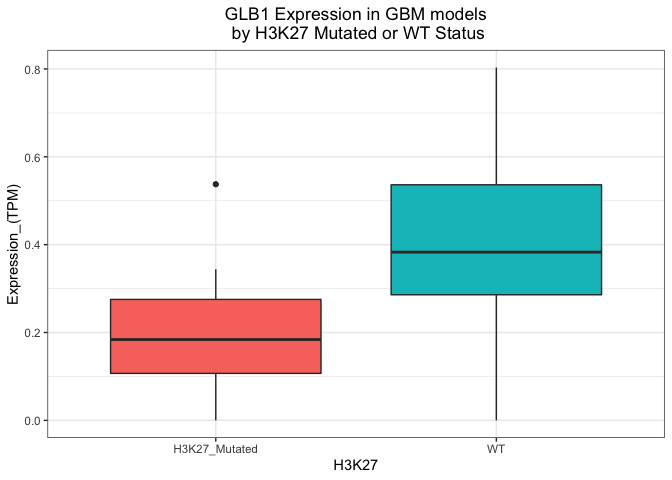 GLB1 Expression in GBM models
by H3K27 Mutated or WT Status
Expression_(TPM)
0.8
0.6
0.4
0.2
0.0
H3K27_Mutated
WT
H3K27